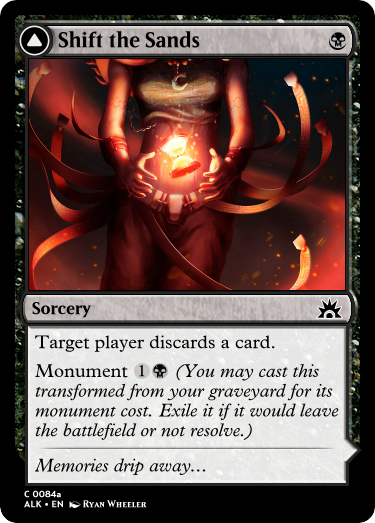 Shift the Sands
Sorcery
Target player discards a card.
Monument 1 (You may cast this
transformed from your graveyard for its
monument cost. Exile it if it would leave
the battlefield or not resolve.)
Memories drip away…
C 0084a
ALK • EN Ryan Wheeler